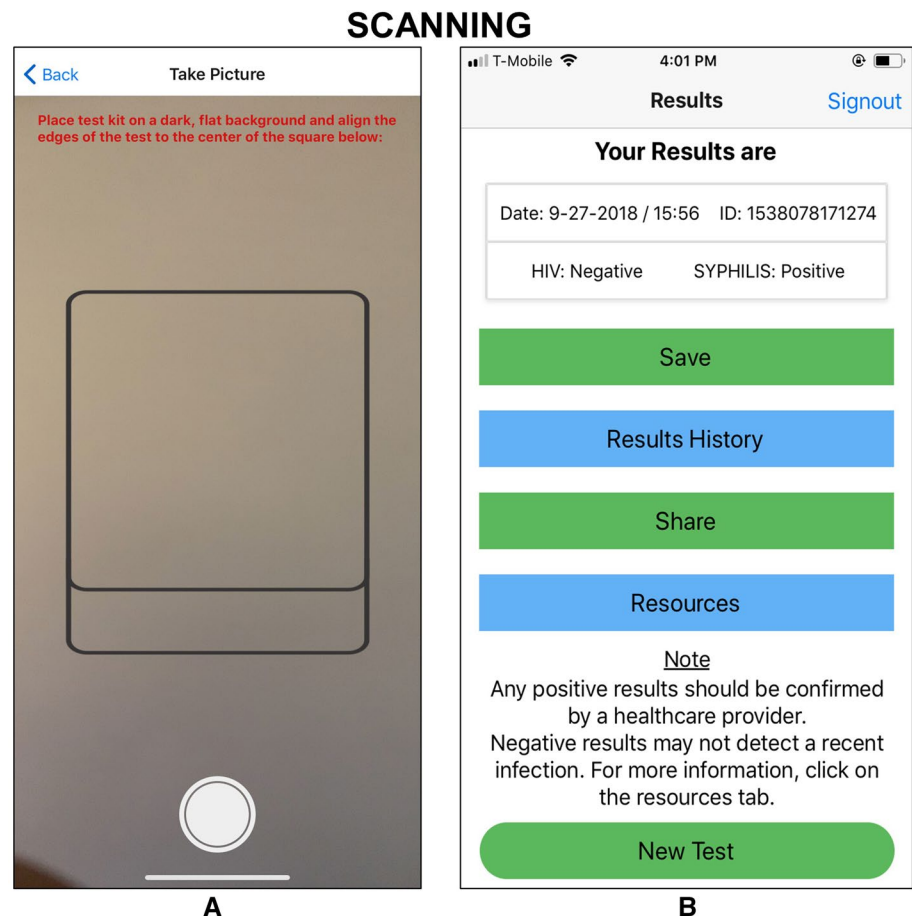 SCANNING
Back
Take Picture
Place test kit on a dark, flat background and align the
edges of the test to the center of the square below:
A
T-Mobile
4:01 PM
Results
Signout
Your Results are
Date: 9-27-2018 / 15:56 ID: 1538078171274
HIV: Negative SYPHILIS: Positive
Save
Results History
Share
Resources
Note
Any positive results should be confirmed
by a healthcare provider.
Negative results may not detect a recent
infection. For more information, click on
the resources tab.
New Test
B